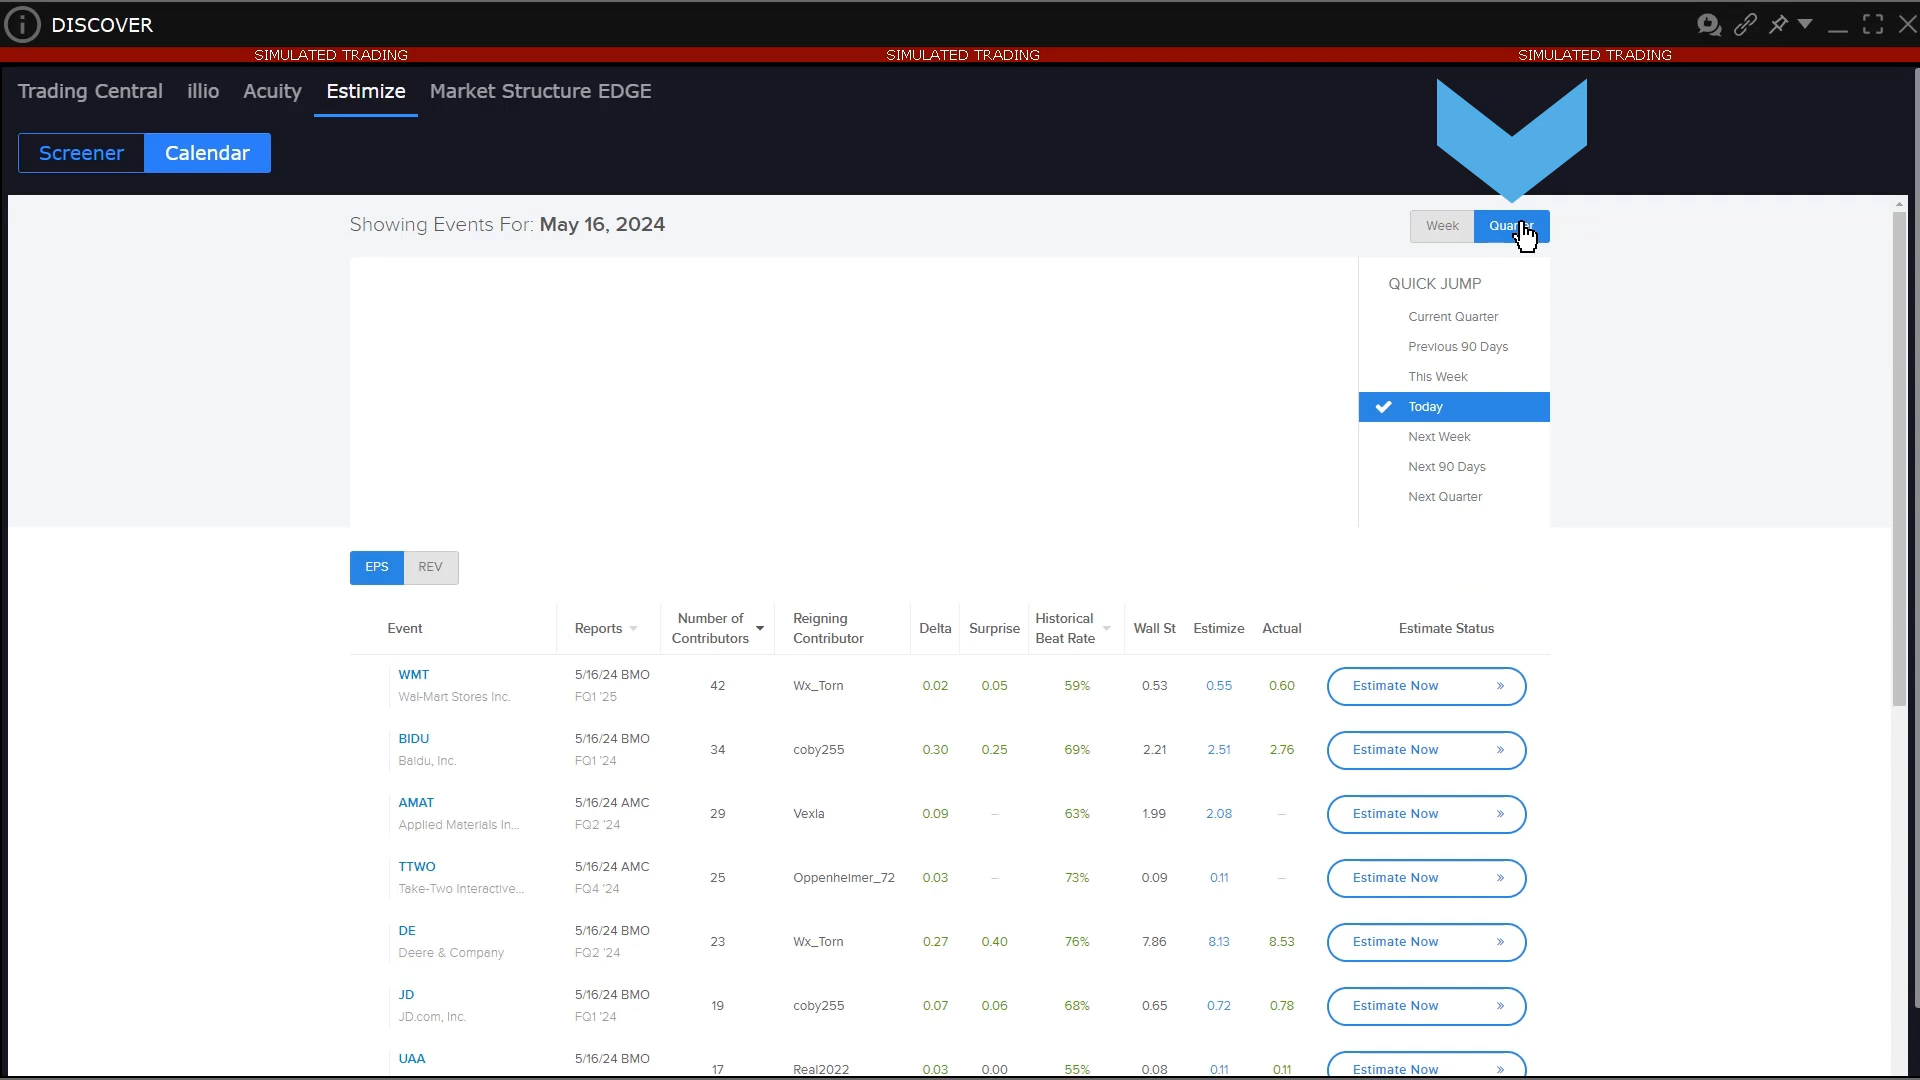 DISCOVER
SIMULATED TRADING SIMULATED TRADING SIMULATED TRADING
Trading Central illio Acuity Estimize Market Structure EDGE
Screener Calendar
Showing Events For: May 16, 2024
Week
QUICK JUMP
Current Quarter
Previous 90 Days
This Week
Today
Next Week
Next 90 Days
Next Quarter
EPS REV
Event Reports Number of Contributors Reigning Contributor Delta Surprise Historical Beat Rate Wall St Estimize Actual Estimate Status
WMT 5/16/24 BMO
Wal-Mart Stores Inc. FQ1 '25 42 Wx_Torn 0.02 0.05 59% 0.53 0.55 0.60 Estimate Now »
BIDU 5/16/24 BMO
Baidu, Inc. FQ1 '24 34 coby255 0.30 0.25 69% 2.21 2.51 2.76 Estimate Now »
AMAT 5/16/24 AMC
Applied Materials In... FQ2 '24 29 Vexla 0.09 – 63% 1.99 2.08 – Estimate Now »
TTWO 5/16/24 AMC
Take-Two Interactive... FQ4 '24 25 Oppenheimer_72 0.03 – 73% 0.09 0.11 – Estimate Now »
DE 5/16/24 BMO
Deere & Company FQ2 '24 23 Wx_Torn 0.27 0.40 76% 7.86 8.13 8.53 Estimate Now »
JD 5/16/24 BMO
JD.com, Inc. FQ1 '24 19 coby255 0.07 0.06 68% 0.65 0.72 0.78 Estimate Now »
UAA 5/16/24 BMO
17 Real2022 0.03 0.00 55% 0.08 0.11 0.11 Estimate Now »